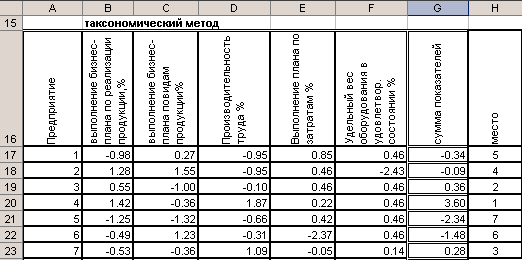 A B C D E F G H
15 таксономический метод
16 Предприятие выполнение бизнес-плана по реализации продукции,% выполнение бизнес-плана повидам продукции% Производительность труда % Выполнение плана по затратам % Удельный вес оборудования в удовлетвор. состоянии % сумма показателей место
17 1 -0.98 0.27 -0.95 0.85 0.46 -0.34 5
18 2 1.28 1.55 -0.95 0.46 -2.43 -0.09 4
19 3 0.55 -1.00 -0.10 0.46 0.46 0.36 2
20 4 1.42 -0.36 1.87 0.22 0.46 3.60 1
21 5 -1.25 -1.32 -0.66 0.42 0.46 -2.34 7
22 6 -0.49 1.23 -0.31 -2.37 0.46 -1.48 6
23 7 -0.53 -0.36 1.09 -0.05 0.14 0.28 3